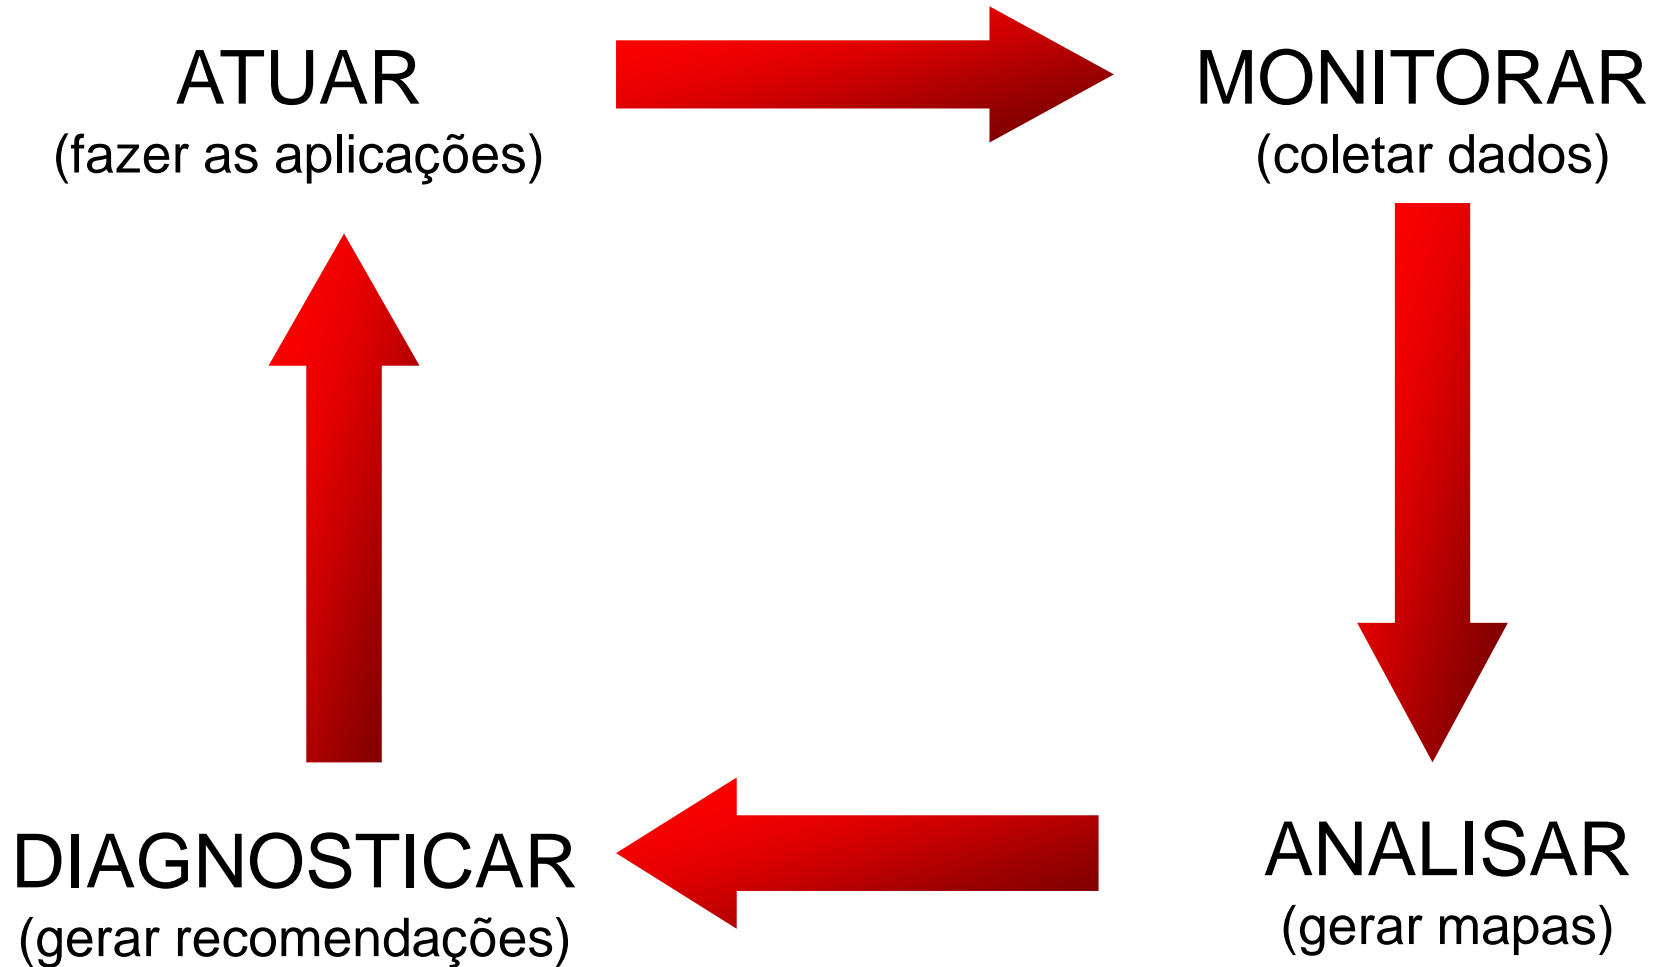 ATUAR
(fazer as aplicações)
MONITORAR
(coletar dados)
DIAGNOSTICAR
(gerar recomendações)
ANALISAR
(gerar mapas)